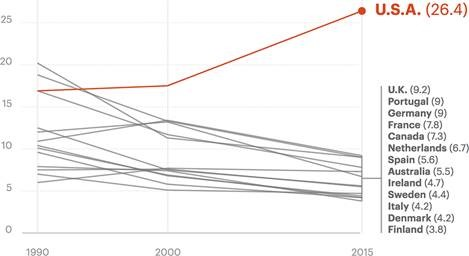 25
U.S.A. (26.4)
20
15
10
5
0
U.K. (9.2)
Portugal (9)
Germany (9)
France (7.8)
Canada (7.3)
Netherlands (6.7)
Spain (5.6)
Australia (5.5)
Ireland (4.7)
Sweden (4.4)
Italy (4.2)
Denmark (4.2)
Finland (3.8)
1990
2000
2015